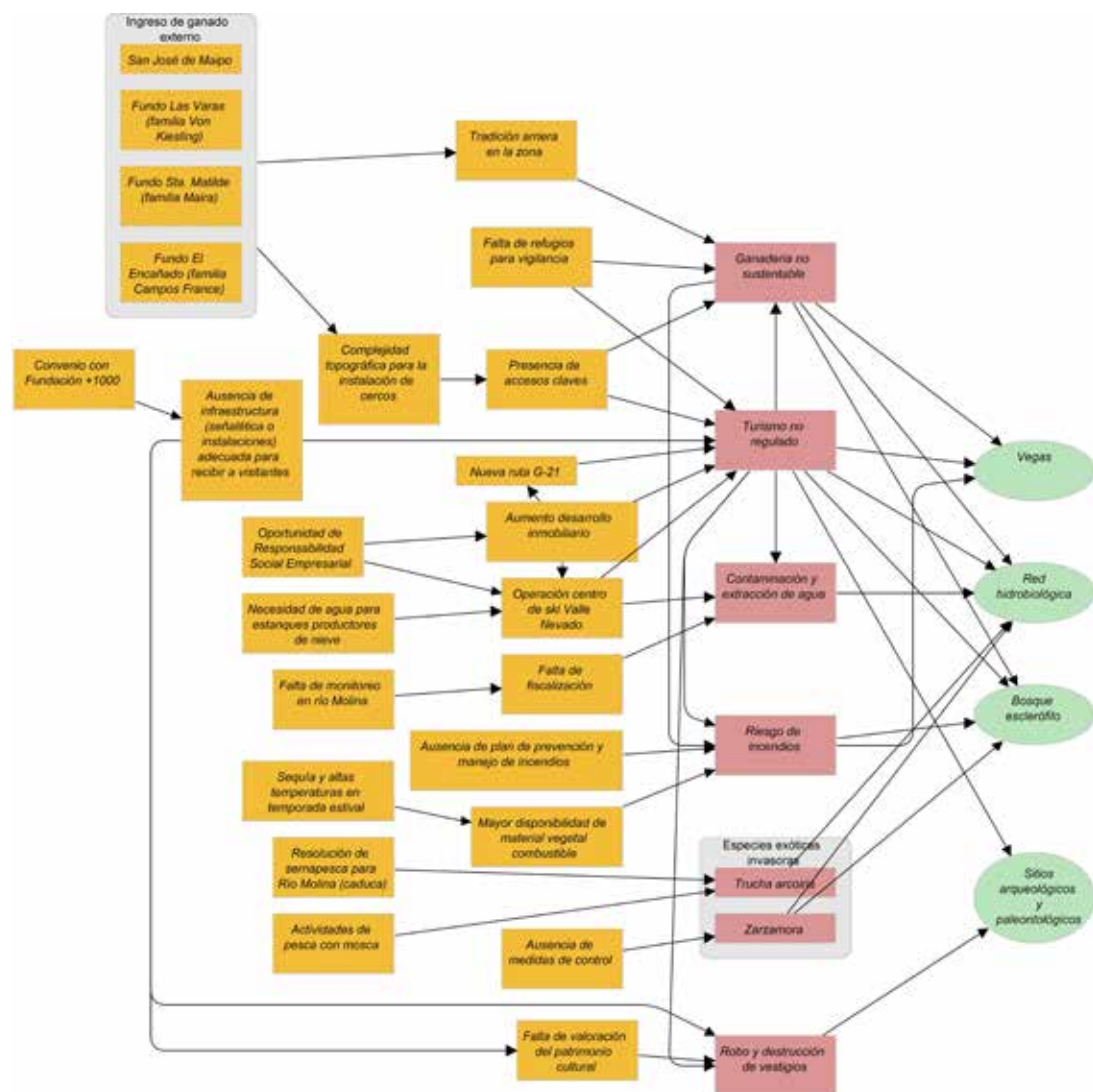 Ingreso de ganado
externo
San José de Maipo
Fundo Las Varas
(familia Von
Kiesling)
Fundo Sta. Matilde
(familia Maira)
Fundo El
Encañado (familia
Campos France)
Tradición arriera
en la zona
Falta de refugios
para vigilancia
Ganadería no
sustentable
Convenio con
Fundación +1000
Ausencia de
infraestructura
(señalética o
instalaciones)
adecuada para
recibir a visitantes
Complejidad
topográfica para la
instalación de
cercos
Presencia de
accesos claves
Turismo no
regulado
Vegas
Nueva ruta G-21
Oportunidad de
Responsabilidad
Social Empresarial
Aumento desarrollo
inmobiliario
Necesidad de agua para
estanques productores
de nieve
Operación centro
de ski Valle
Nevado
Contaminación y
extracción de agua
Red
hidrobiológica
Falta de monitoreo
en río Molina
Falta de
fiscalización
Ausencia de plan de prevención y
manejo de incendios
Riesgo de
incendios
Bosque
esclerófilo
Sequía y altas
temperaturas en
temporada estival
Mayor disponibilidad de
material vegetal
combustible
Resolución de
sernapesca para
Río Molina (caduca)
Especies exóticas
invasoras
Trucha arcoiris
Zarzamora
Sitios
arqueológicos
y
paleontológicos
Actividades de
pesca con mosca
Ausencia de
medidas de control
Falta de valoración
del patrimonio
cultural
Robo y destrucción
de vestigios